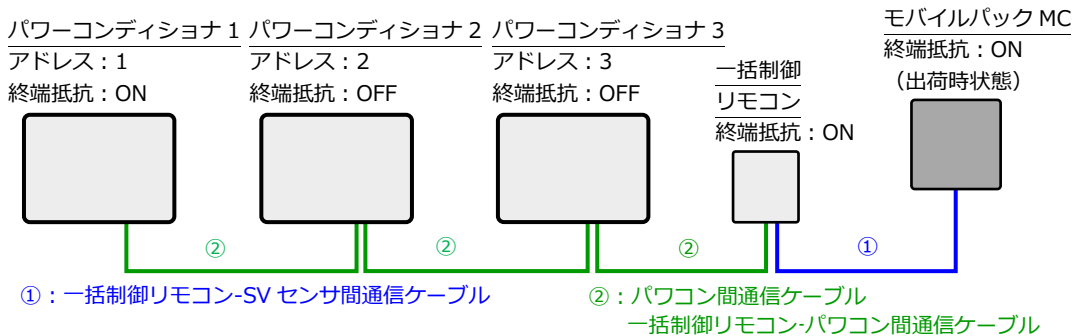 パワーコンディショナ 1
アドレス：1
終端抵抗：ON
パワーコンディショナ 2
アドレス：2
終端抵抗：OFF
パワーコンディショナ 3
アドレス：3
終端抵抗：OFF
一括制御
リモコン
終端抵抗：ON
モバイルパック MC
終端抵抗：ON
（出荷時状態）
②
②
②
①
①：一括制御リモコン-SV センサ間通信ケーブル
②：パワコン間通信ケーブル
一括制御リモコン-パワコン間通信ケーブル